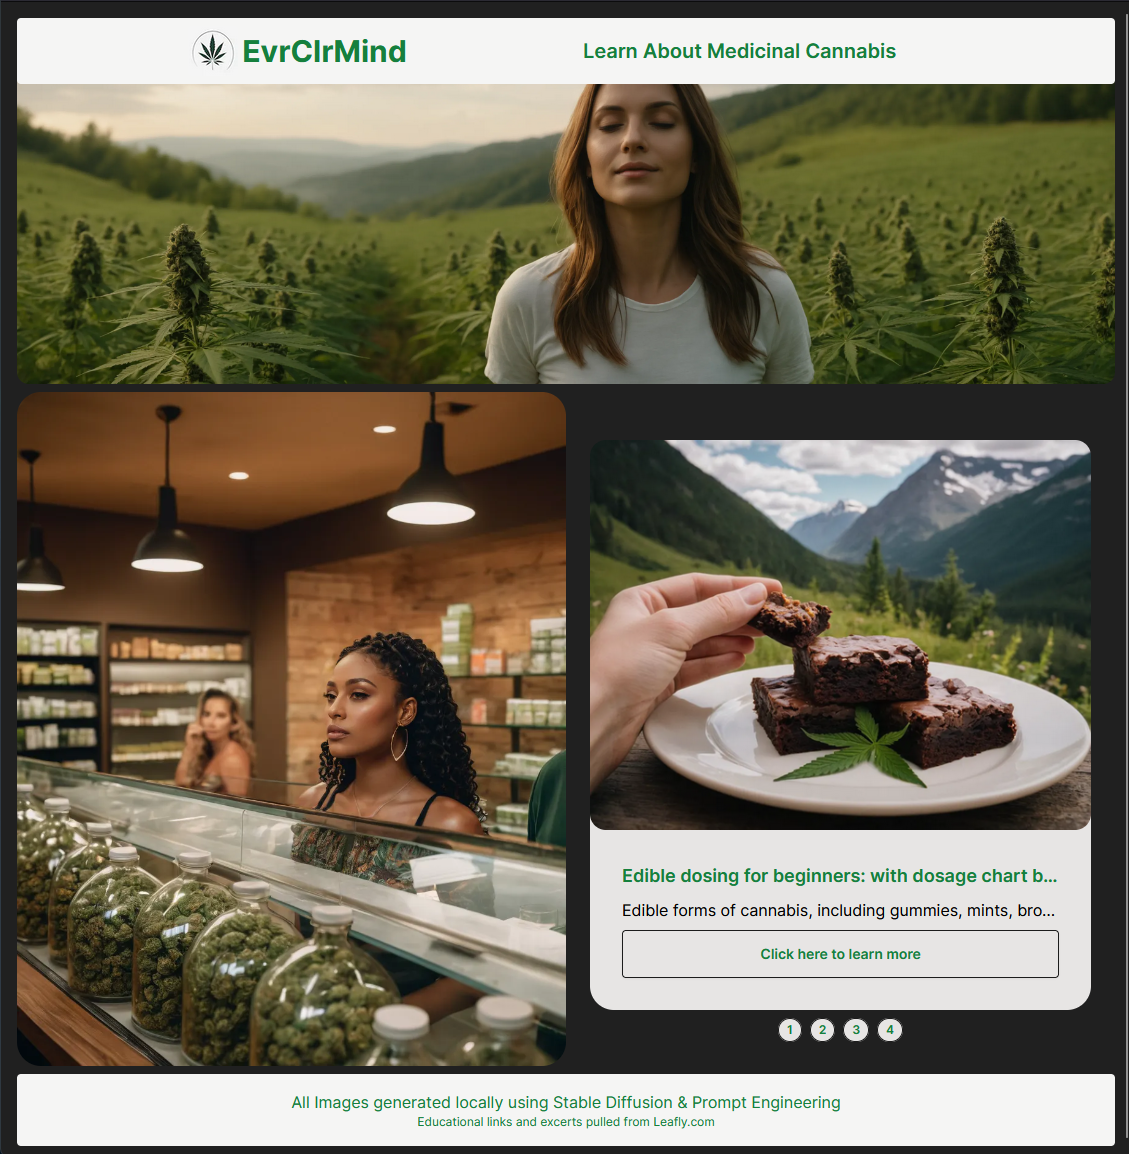 EvrClrMind
Learn About Medicinal Cannabis
Edible dosing for beginners: with dosage chart b...
Edible forms of cannabis, including gummies, mints, bro...
Click here to learn more
1 2 3 4
All Images generated locally using Stable Diffusion & Prompt Engineering
Educational links and excerts pulled from Leafly.com